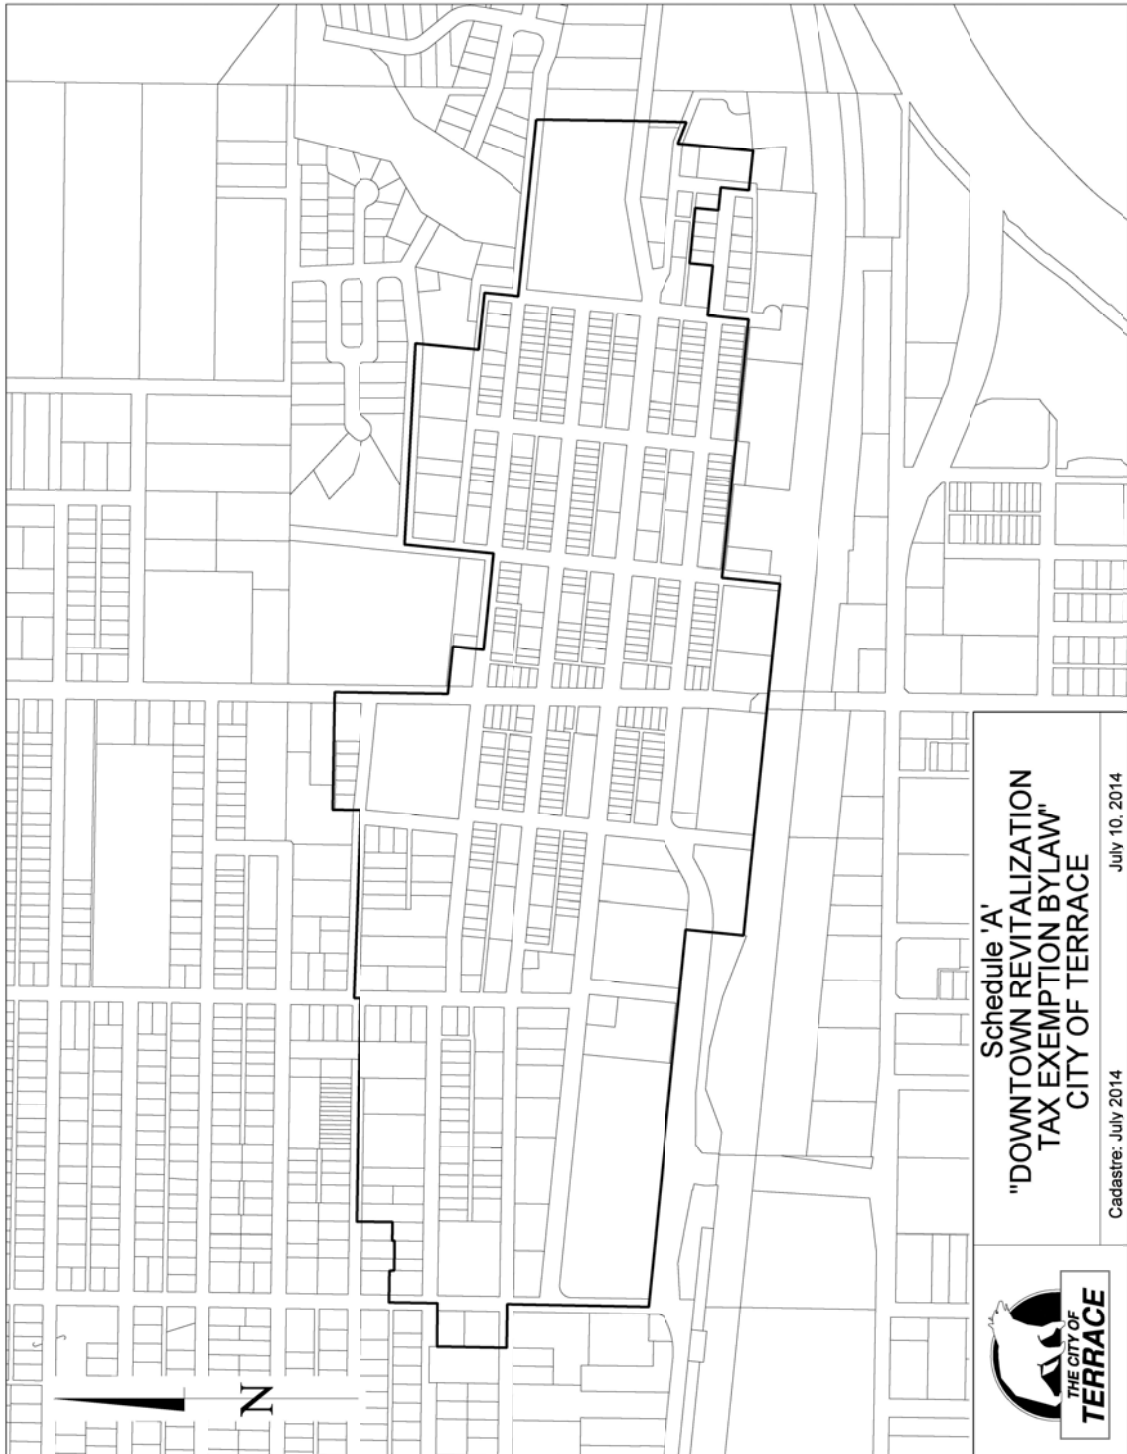 N
Schedule 'A'
"DOWNTOWN REVITALIZATION
TAX EXEMPTION BYLAW"
CITY OF TERRACE
Cadastre: July 2014
July 10, 2014
THE CITY OF
TERRACE